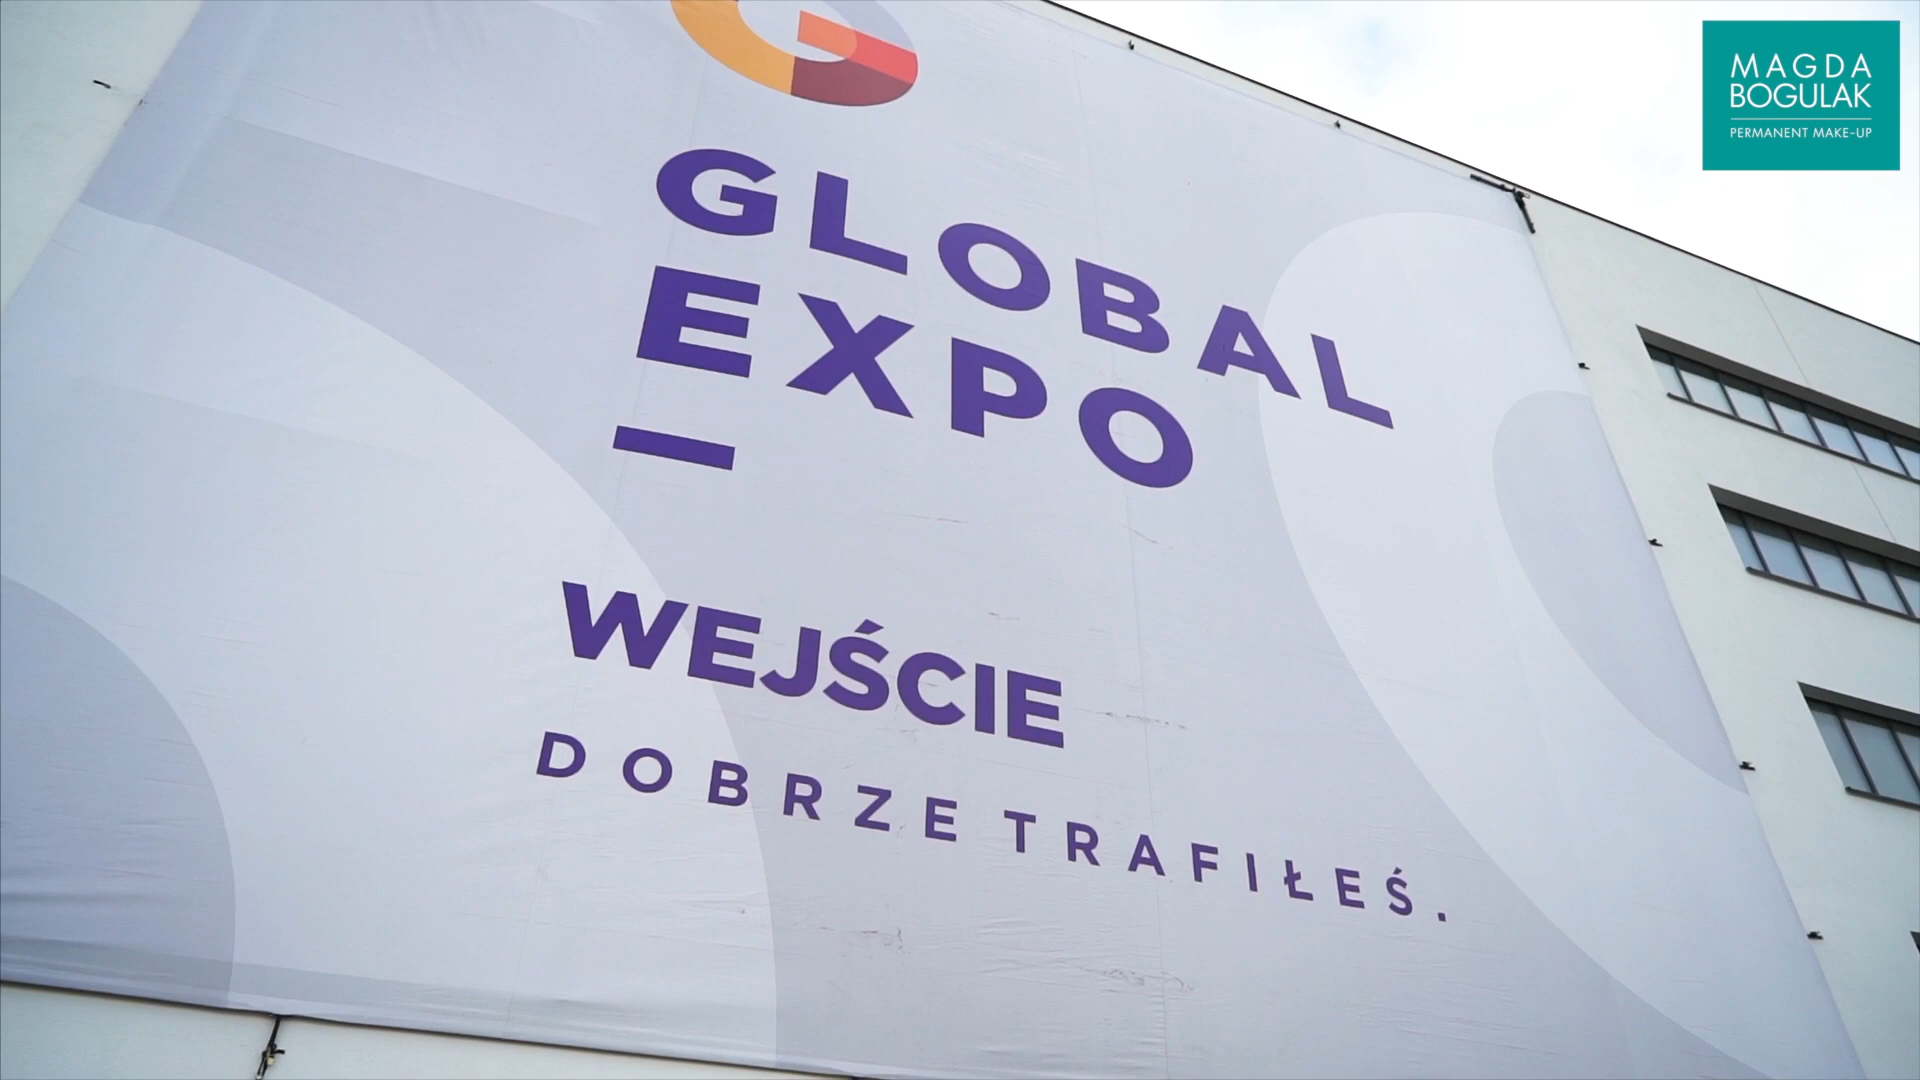 GLOBAL
EXPO
WEJŚCIE
DOBRZE TRAFIŁEŚ.
MAGDA
BOGULAK
PERMANENT MAKE-UP